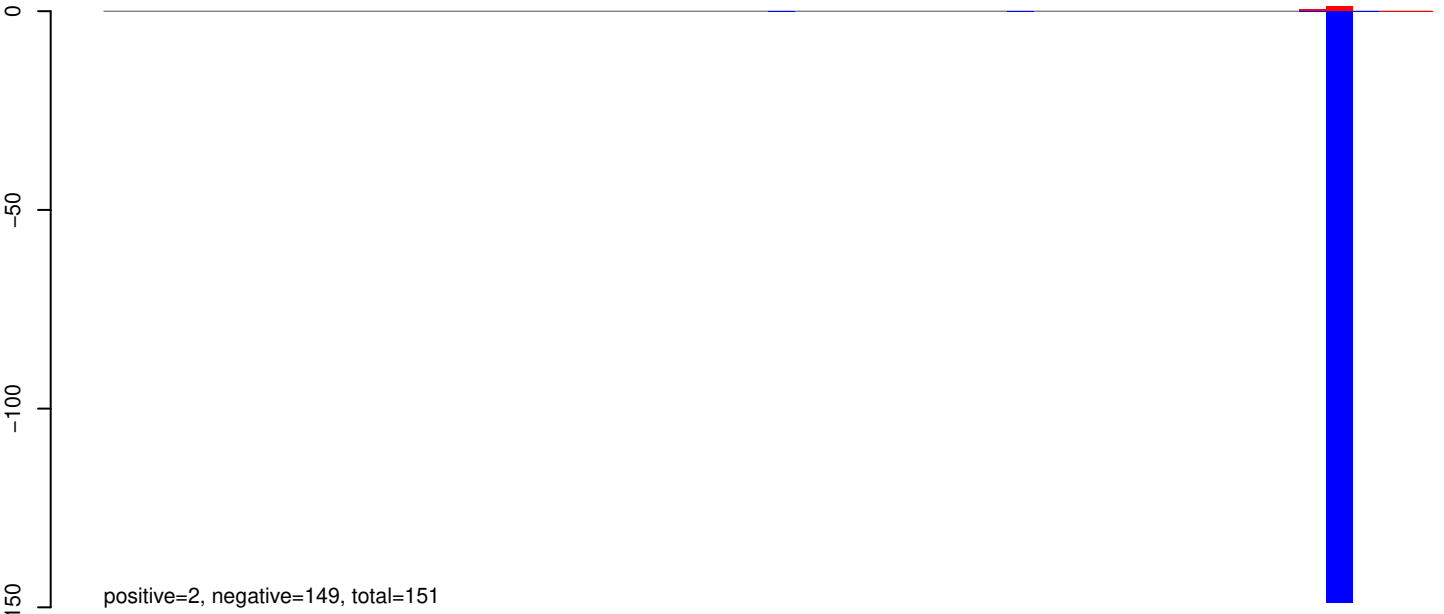 0
−50
−100
150
positive=2, negative=149, total=151